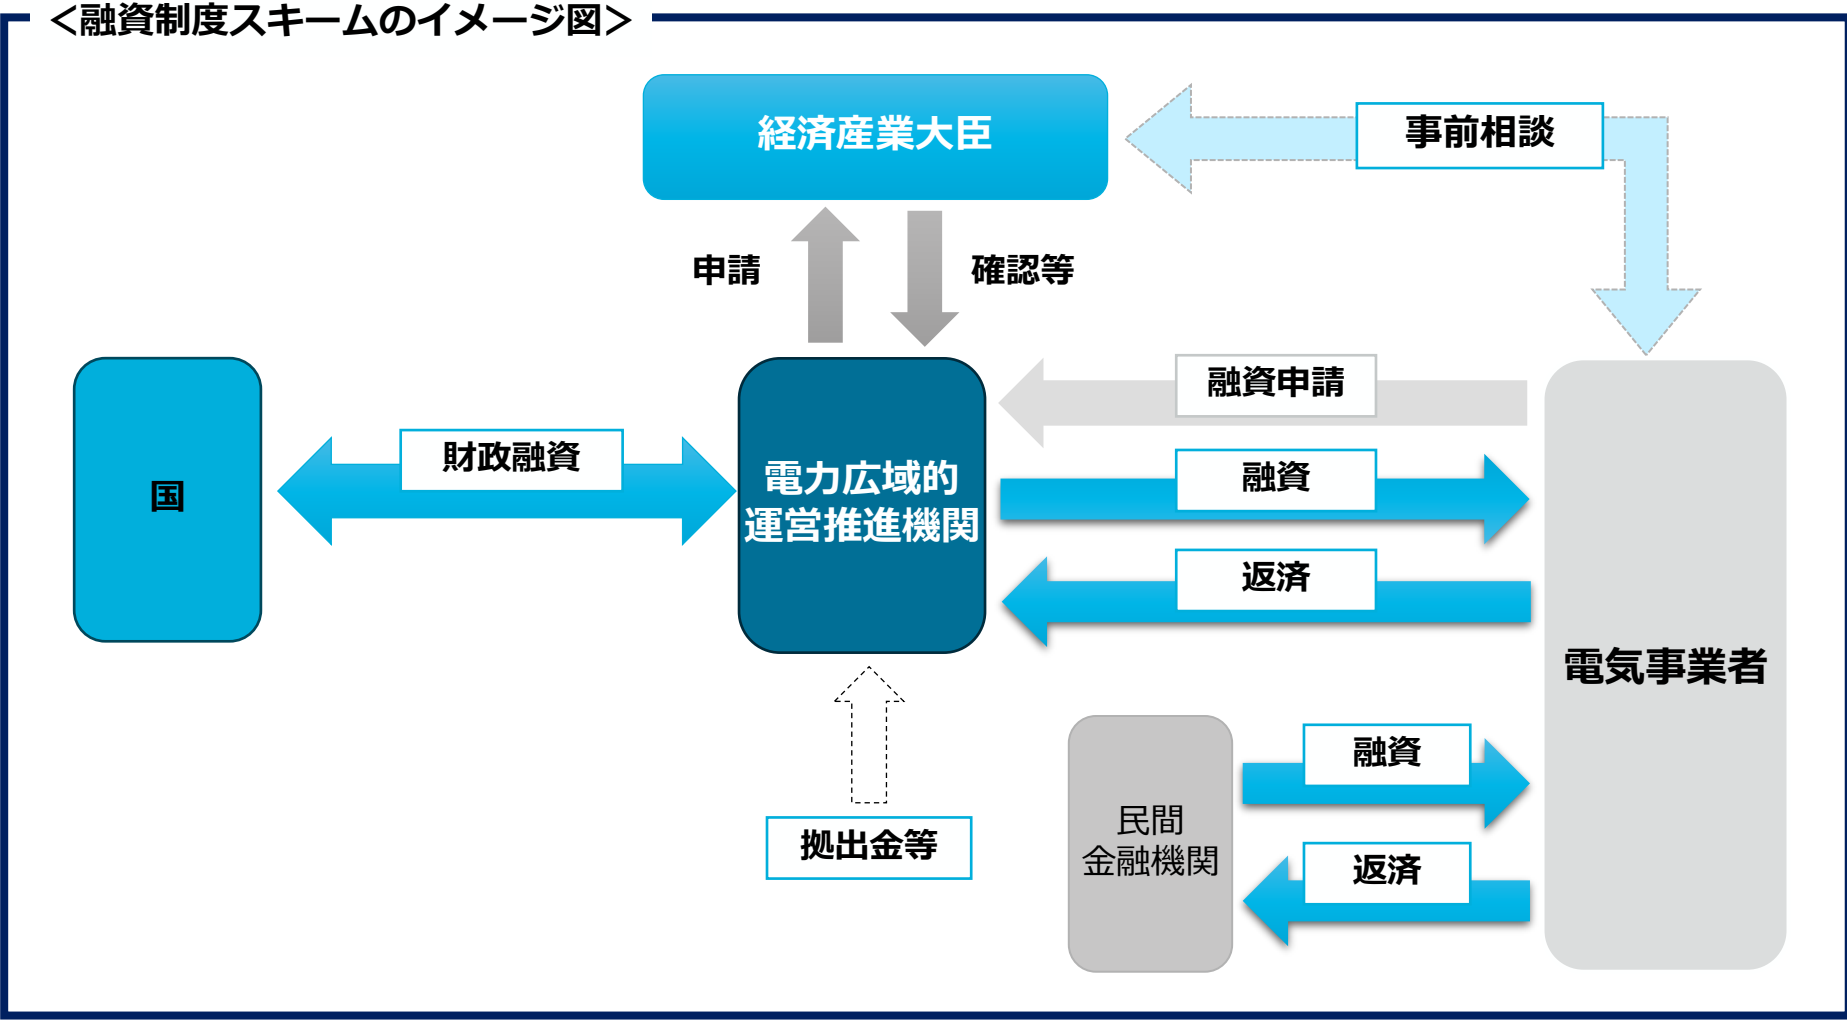 <融資制度スキームのイメージ図>
経済産業大臣
事前相談
申請
確認等
国
財政融資
電力広域的
運営推進機関
融資申請
融資
返済
電気事業者
拠出金等
民間
金融機関
融資
返済